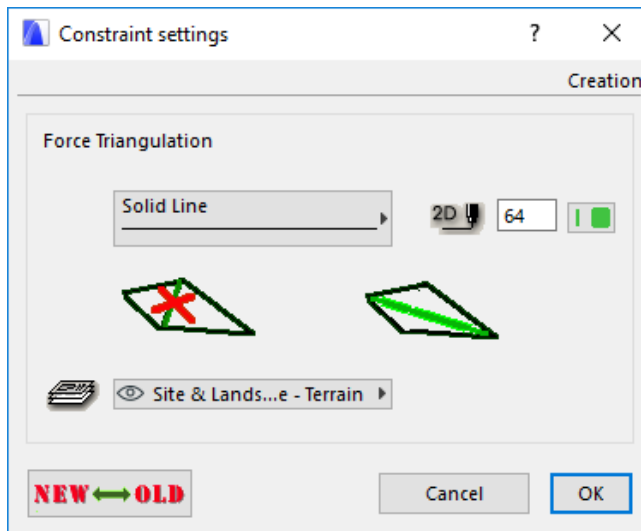 Constraint settings
?
Creation
Force Triangulation
Solid Line
2D
64
Site & Lands...e - Terrain
NEW OLD
Cancel
OK